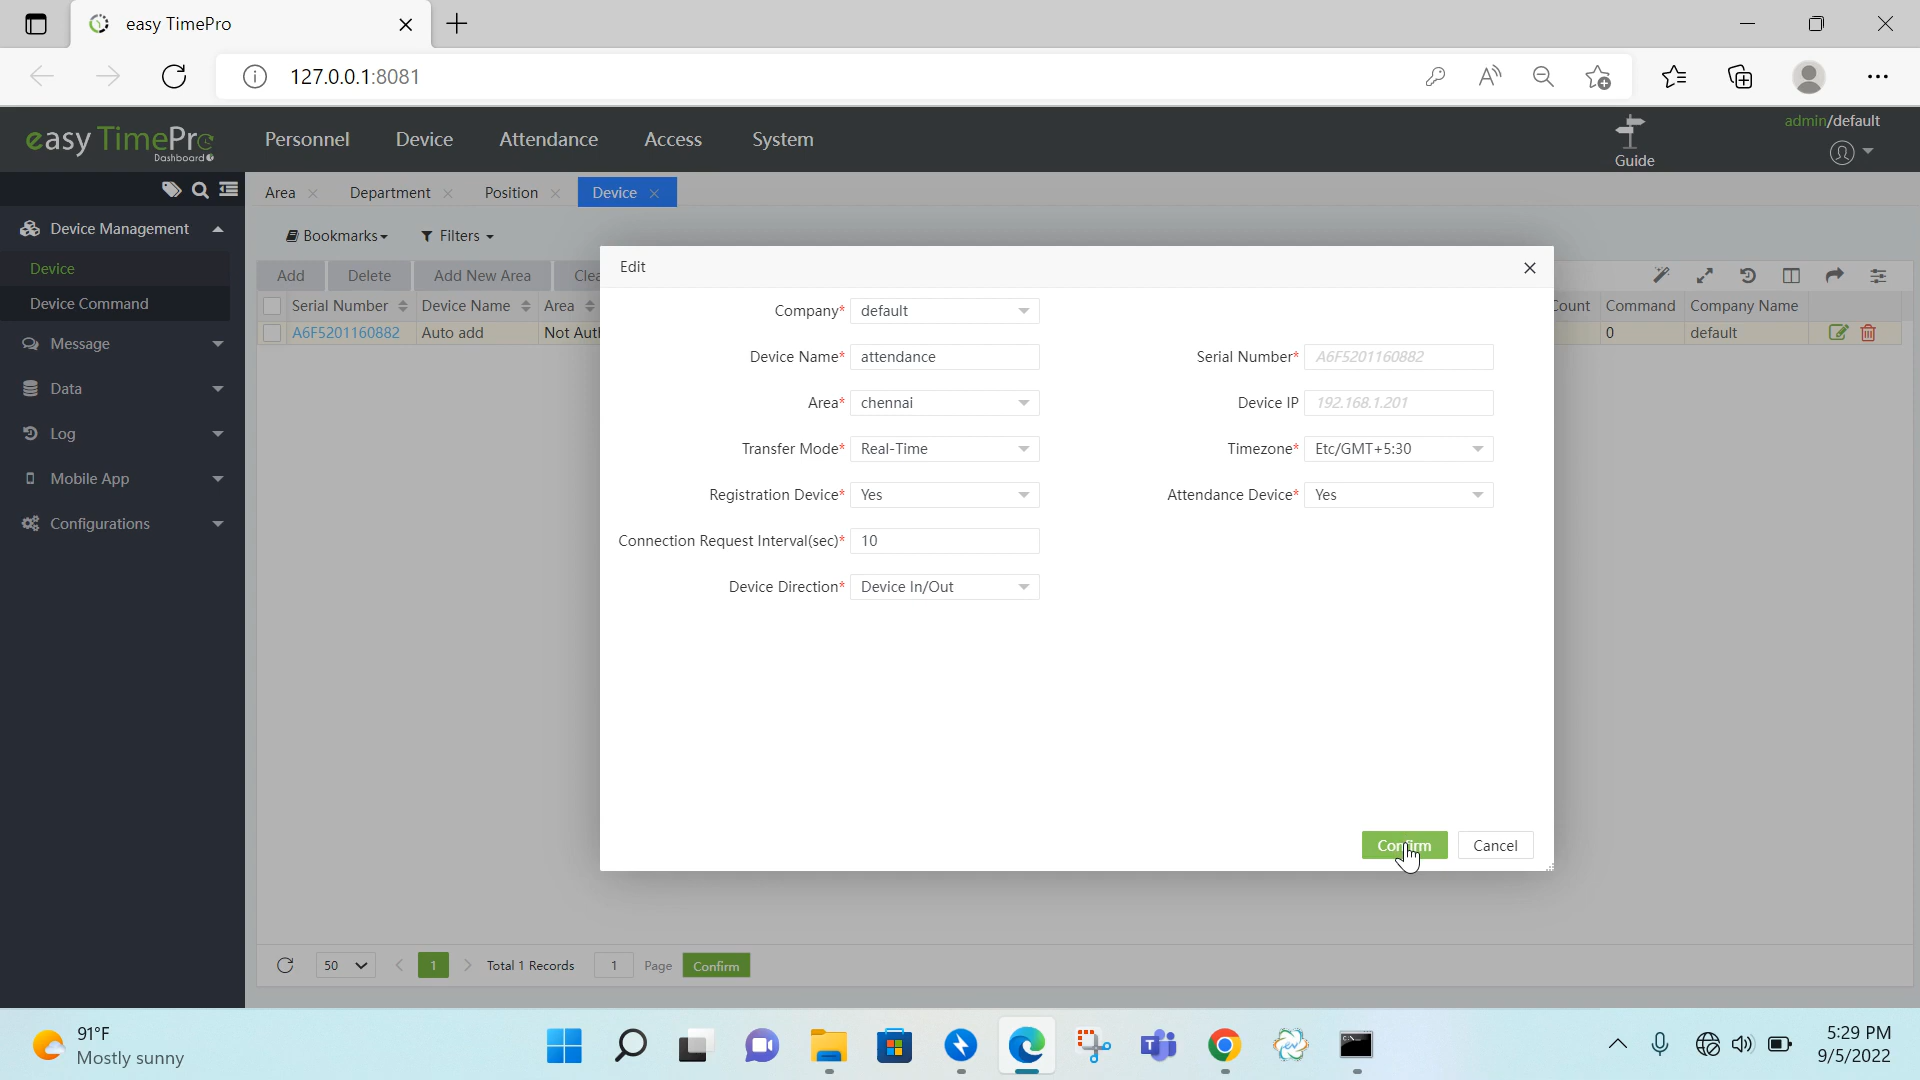 easy TimePro
127.0.0.1:8081
easy TimePro
Dashboard
Personnel Device Attendance Access System
Guide
admin/default
Area Department Position Device
Device Management
Device
Device Command
Message
Data
Log
Mobile App
Configurations
Bookmarks Filters
Add Delete Add New Area Clea
Serial Number Device Name Area ount Command Company Name
A6F5201160882 Auto add Not Auth 0 default
Edit
Company* default
Device Name* attendance Serial Number* A6F5201160882
Area* chennai Device IP 192.168.1.201
Transfer Mode* Real-Time Timezone* Etc/GMT+5:30
Registration Device* Yes Attendance Device* Yes
Connection Request Interval(sec)* 10
Device Direction* Device In/Out
Confirm Cancel
50 1 Total 1 Records 1 Page Confirm
91°F
Mostly sunny
5:29 PM
9/5/2022